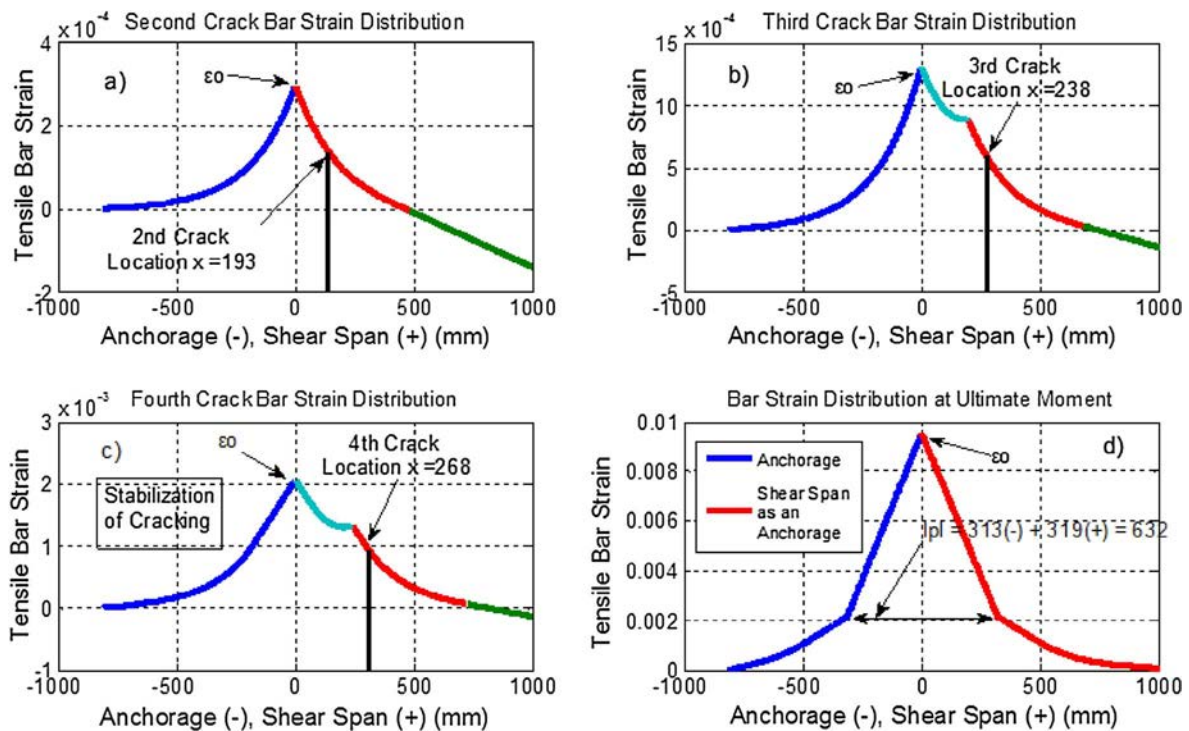 Second Crack Bar Strain Distribution
x 10⁻⁴
4
2
0
-2
Tensile Bar Strain
a)
εo
2nd Crack
Location x =193
-1000 -500 0 500 1000
Anchorage (-), Shear Span (+) (mm)
Third Crack Bar Strain Distribution
x 10⁻⁴
15
10
5
0
-5
Tensile Bar Strain
b)
εo
3rd Crack
Location x =238
-1000 -500 0 500 1000
Anchorage (-), Shear Span (+) (mm)
Fourth Crack Bar Strain Distribution
x 10⁻³
3
2
1
0
-1
Tensile Bar Strain
c)
εo
4th Crack
Location x =268
Stabilization
of Cracking
-1000 -500 0 500 1000
Anchorage (-), Shear Span (+) (mm)
Bar Strain Distribution at Ultimate Moment
0.01
0.008
0.006
0.004
0.002
0
Tensile Bar Strain
d)
εo
Anchorage
Shear Span
as an
Anchorage
lpl = 313(-) + 319(+) = 632
-1000 -500 0 500 1000
Anchorage (-), Shear Span (+) (mm)